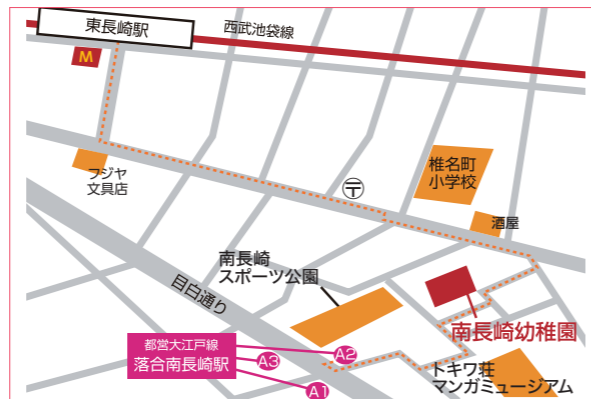 東長崎駅
西武池袋線
M
フジヤ
文具店
〒
椎名町
小学校
酒屋
南長崎
スポーツ公園
目白通り
南長崎幼稚園
都営大江戸線
落合南長崎駅
A2
A3
A1
トキワ荘
マンガミュージアム